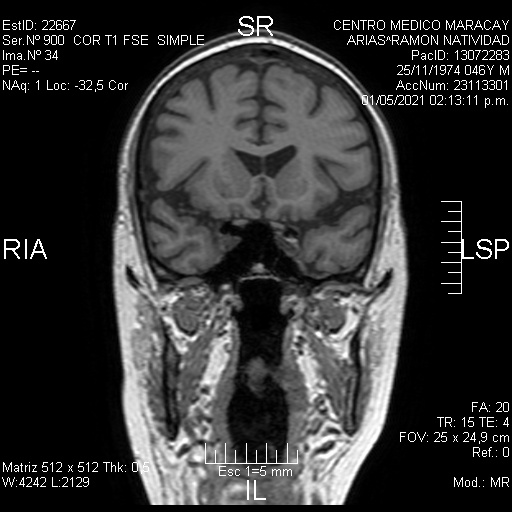 EstID: 22667
Ser.Nº 900 COR T1 FSE SIMPLE
Ima.Nº 34
PE= --
NAq: 1 Loc: -32,5 Cor
SR
CENTRO MEDICO MARACAY
ARIAS^RAMON NATIVIDAD
PacID: 13072283
25/11/1974 046Y M
AccNum: 23113301
01/05/2021 02:13:11 p.m.
RIA
LSP
FA: 20
TR: 15 TE: 4
FOV: 25 x 24,9 cm
Ref.: 0
Mod.: MR
Matriz 512 x 512 Thk: 0,5
W:4242 L:2129
Esc 1=5 mm
IL